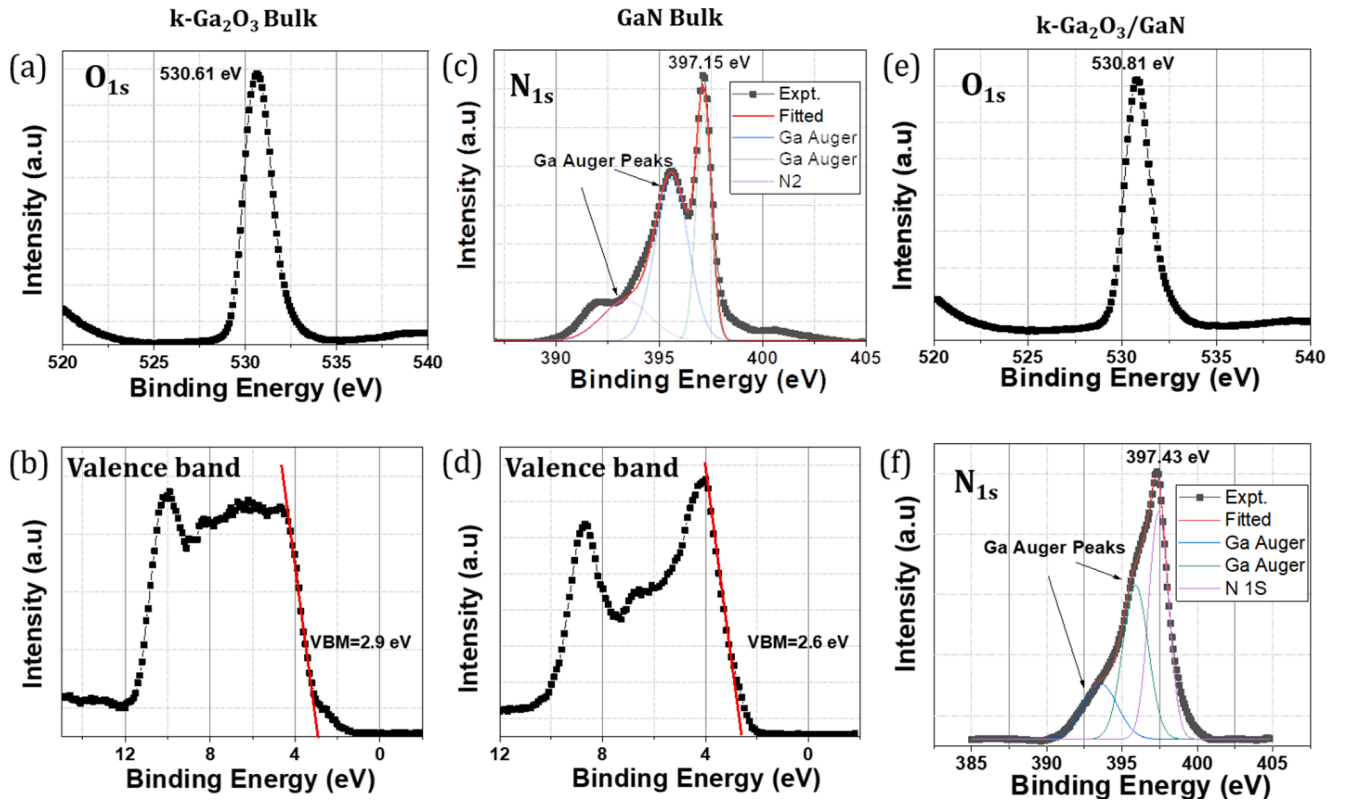 k-Ga₂O₃ Bulk
GaN Bulk
k-Ga₂O₃/GaN
(a)
O1s
530.61 eV
Intensity (a.u)
520 525 530 535 540
Binding Energy (eV)
(c)
N1s
397.15 eV
Expt.
Fitted
Ga Auger
Ga Auger
N2
Ga Auger Peaks
Intensity (a.u)
390 395 400 405
Binding Energy (eV)
(e)
O1s
530.81 eV
Intensity (a.u)
520 525 530 535 540
Binding Energy (eV)
(b)
Valence band
VBM=2.9 eV
Intensity (a.u)
12 8 4 0
Binding Energy (eV)
(d)
Valence band
VBM=2.6 eV
Intensity (a.u)
12 8 4 0
Binding Energy (eV)
(f)
N1s
397.43 eV
Expt.
Fitted
Ga Auger
Ga Auger
N 1S
Ga Auger Peaks
Intensity (a.u)
385 390 395 400 405
Binding Energy (eV)